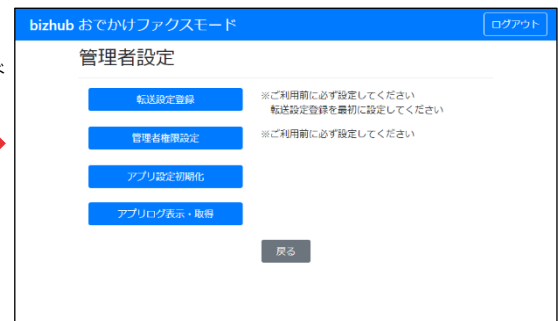 bizhub おでかけファクスモード
ログアウト
管理者設定
転送設定登録
※ご利用前に必ず設定してください
転送設定登録を最初に設定してください
管理者権限設定
※ご利用前に必ず設定してください
アプリ設定初期化
アプリログ表示・取得
戻る